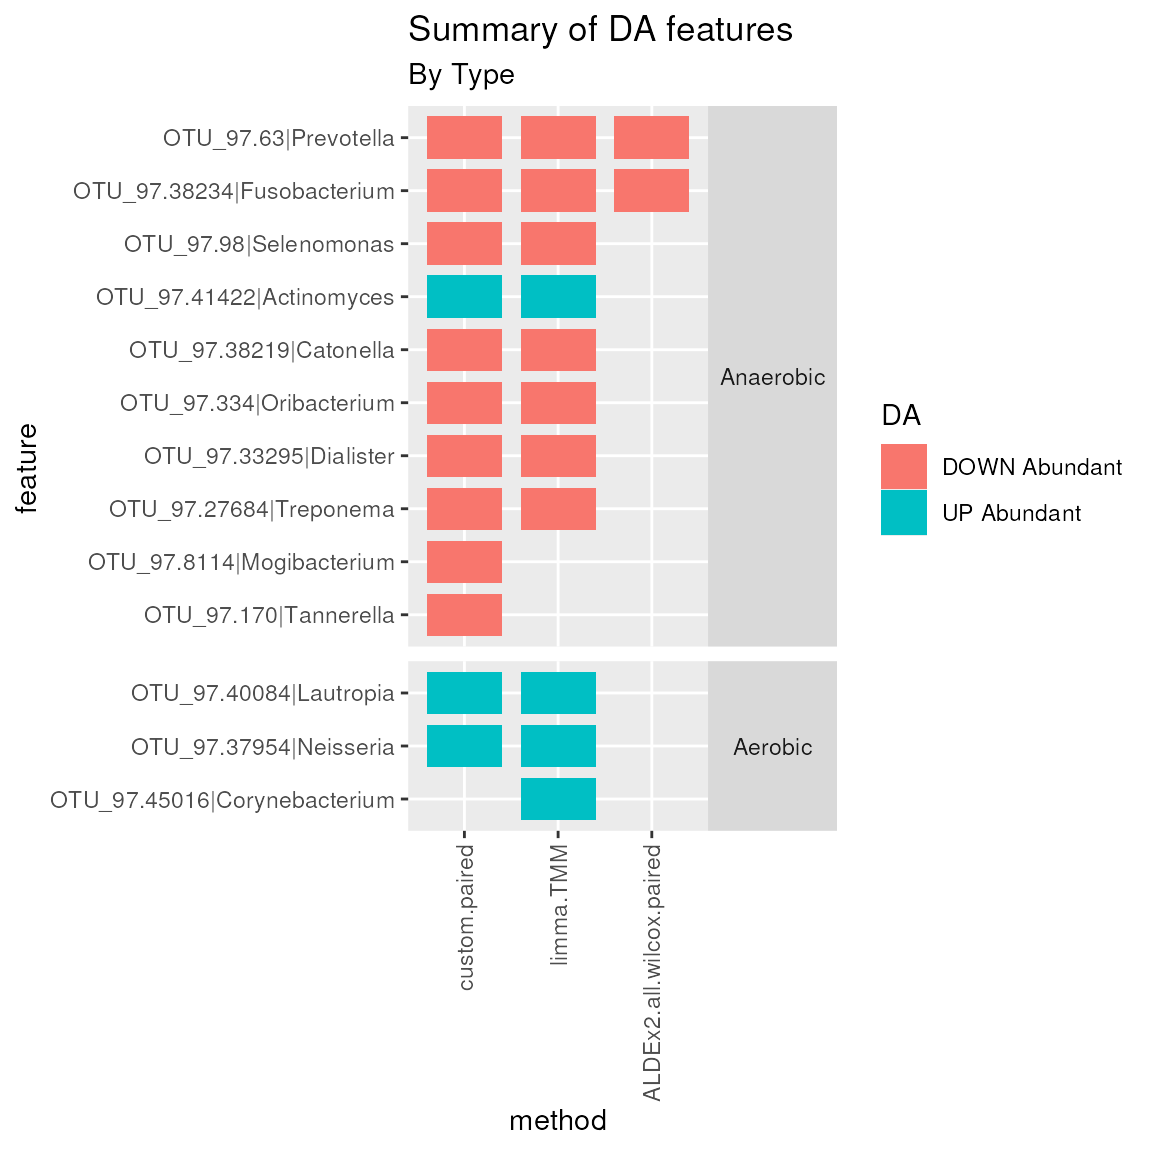 Summary of DA features
By Type
feature
OTU_97.63|Prevotella
OTU_97.38234|Fusobacterium
OTU_97.98|Selenomonas
OTU_97.41422|Actinomyces
OTU_97.38219|Catonella
OTU_97.334|Oribacterium
OTU_97.33295|Dialister
OTU_97.27684|Treponema
OTU_97.8114|Mogibacterium
OTU_97.170|Tannerella
Anaerobic
OTU_97.40084|Lautropia
OTU_97.37954|Neisseria
OTU_97.45016|Corynebacterium
Aerobic
custom.paired
limma.TMM
ALDEx2.all.wilcox.paired
method
DA
DOWN Abundant
UP Abundant